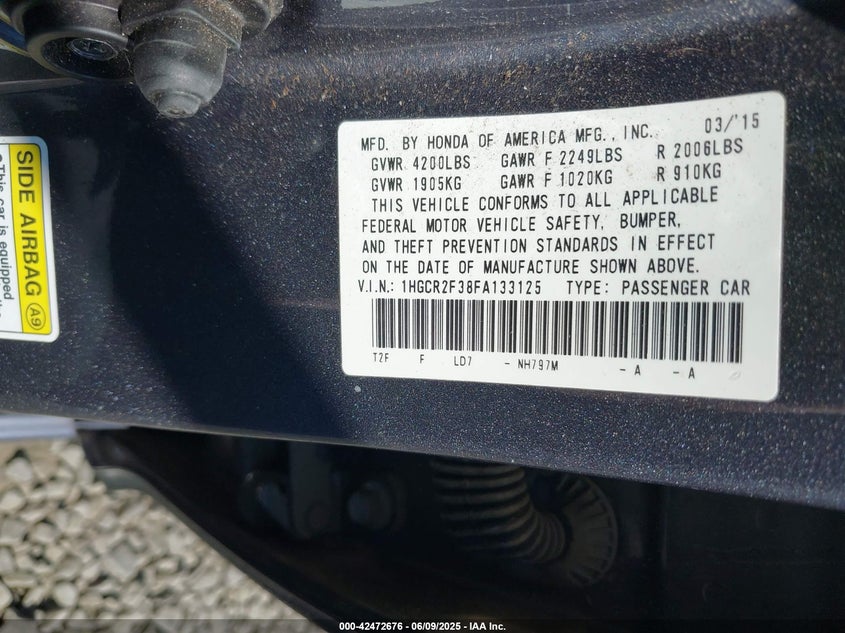 MFD. BY HONDA OF AMERICA MFG., INC. 03/'15
GVWR 4200LBS GAWR F 2249LBS R 2006LBS
GVWR 1905KG GAWR F 1020KG R 910KG
THIS VEHICLE CONFORMS TO ALL APPLICABLE
FEDERAL MOTOR VEHICLE SAFETY, BUMPER,
AND THEFT PREVENTION STANDARDS IN EFFECT
ON THE DATE OF MANUFACTURE SHOWN ABOVE.
V.I.N.: 1HGCR2F38FA133125 TYPE: PASSENGER CAR
T2F F LD7 - NH797M - A - A
SIDE AIRBAG A9
•This car is equipped
000-42472676 - 06/09/2025 - IAA Inc.